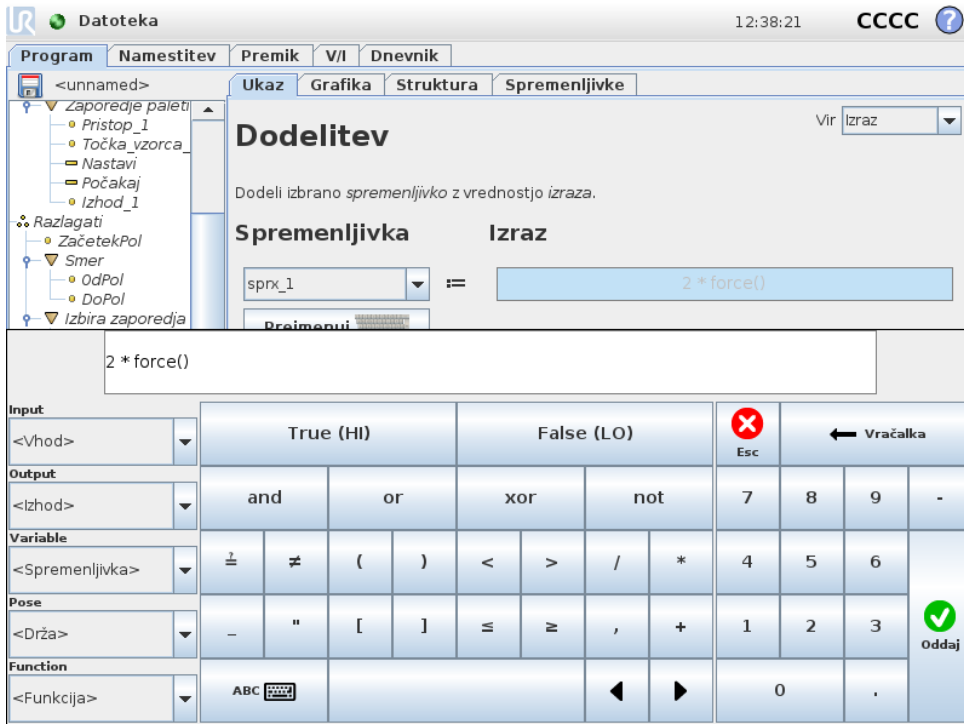 UR Datoteka 12:38:21 CCCC ?
Program Namestitev Premik V/I Dnevnik
<unnamed> Ukaz Grafika Struktura Spremenljivke
Zaporedje paleti
Pristop_1
Točka_vzorca_
Nastavi
Počakaj
Izhod_1
Razlagati
ZačetekPol
Smer
OdPol
DoPol
Izbira zaporedja
Vir Izraz
Dodelitev
Dodeli izbrano spremenljivko z vrednostjo izraza.
Spremenljivka Izraz
sprx_1 := 2 * force()
Preimenuj
2 * force()
Input
<Vhod>
Output
<Izhod>
Variable
<Spremenljivka>
Pose
<Drža>
Function
<Funkcija>
True (HI) False (LO) Esc Vračalka
and or xor not 7 8 9 -
≟ ≠ ( ) < > / * 4 5 6
_ " [ ] ≤ ≥ , + 1 2 3 Oddaj
ABC 0 .